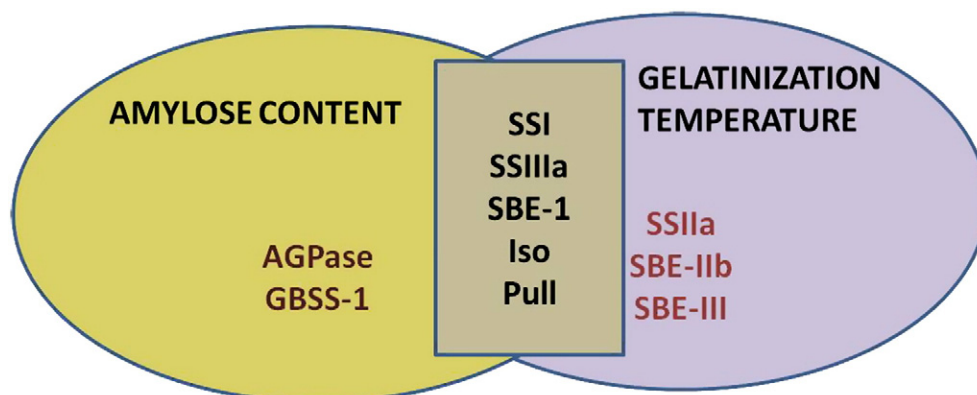 AMYLOSE CONTENT
AGPase
GBSS-1
SSI
SSIIIa
SBE-1
Iso
Pull
GELATINIZATION
TEMPERATURE
SSIIa
SBE-IIb
SBE-III